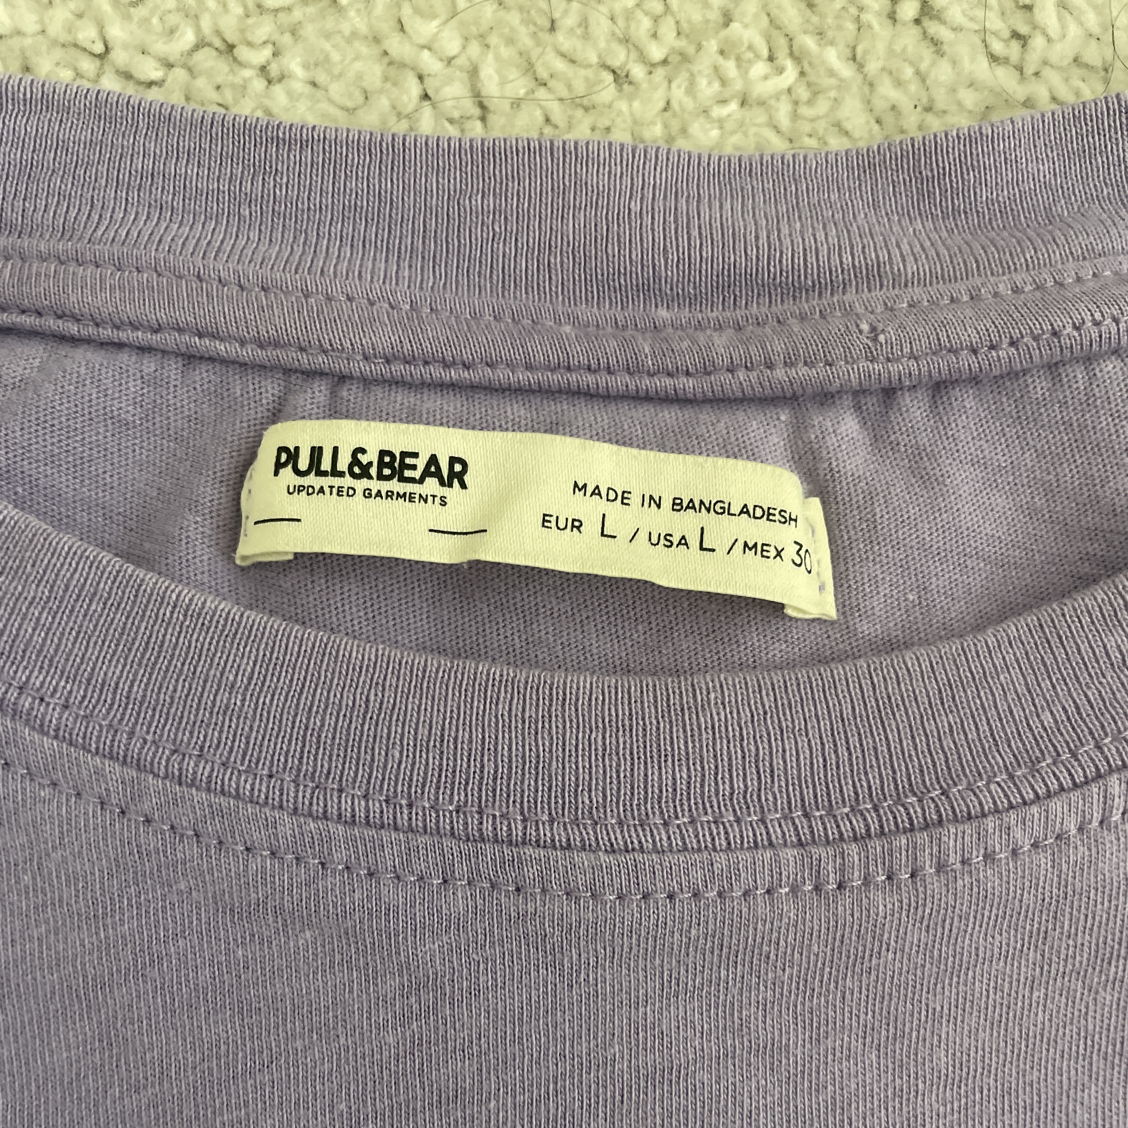 PULL&BEAR
UPDATED GARMENTS
MADE IN BANGLADESH
EUR L / USA L / MEX 30